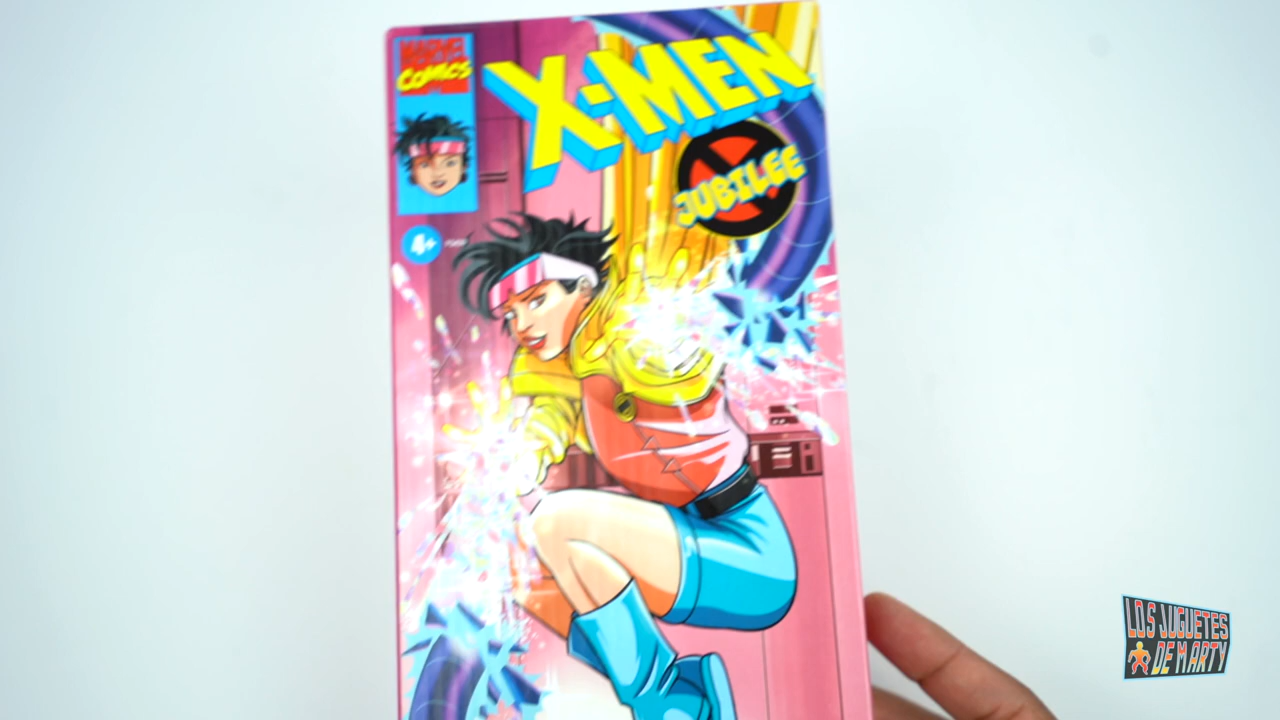 MARVEL
COMICS
X-MEN
JUBILEE
4+
LOS JUGUETES
DE MARTY